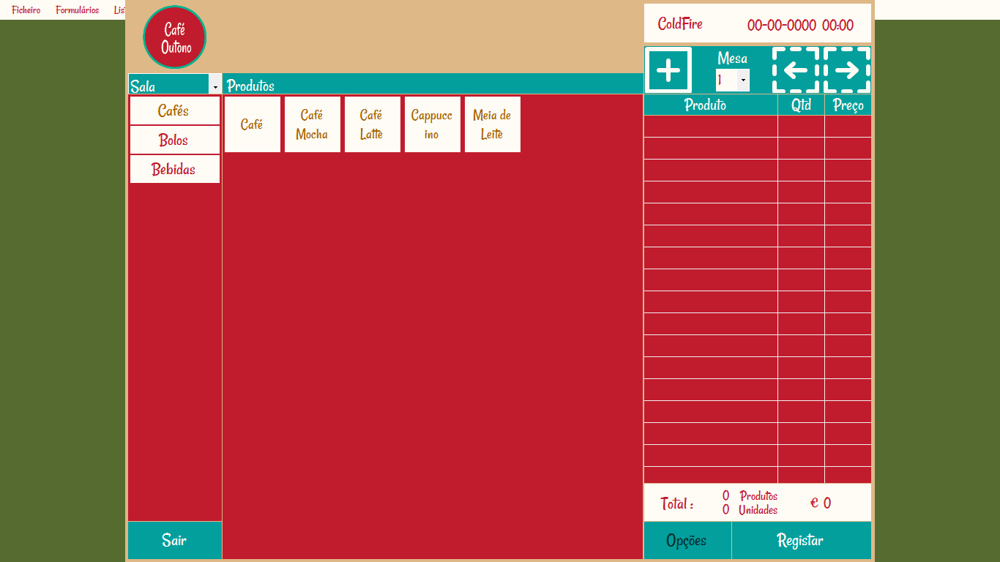 Ficheiro Formulários
Café
Outono
ColdFire 00-00-0000 00:00
Mesa
1
Sala
Produtos
Produto Qtd Preço
Cafés
Bolos
Bebidas
Café
Café
Mocha
Café
Latte
Cappucc
ino
Meia de
Leite
Total :
0 Produtos
0 Unidades
€ 0
Sair
Opções
Registar